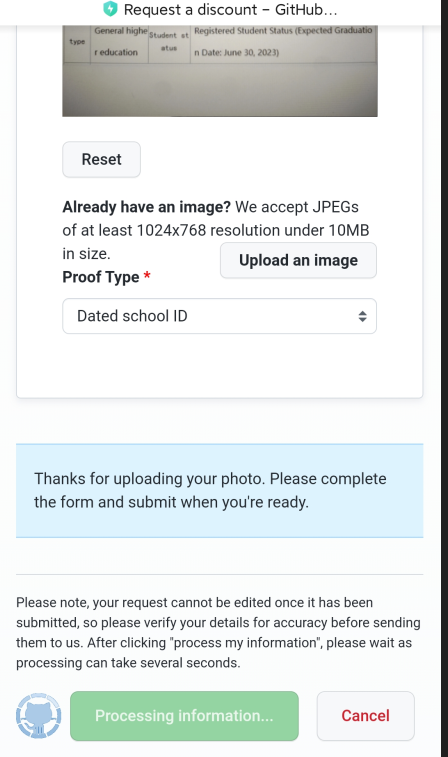 Request a discount – GitHub...
General highe
Registered Student Status (Expected Graduatio
type
Student st
atus
r education
n Date: June 30, 2023)
Reset
Already have an image? We accept JPEGs
of at least 1024x768 resolution under 10MB
in size.
Upload an image
Proof Type *
Dated school ID
Thanks for uploading your photo. Please complete
the form and submit when you're ready.
Please note, your request cannot be edited once it has been
submitted, so please verify your details for accuracy before sending
them to us. After clicking "process my information", please wait as
processing can take several seconds.
Processing information...
Cancel